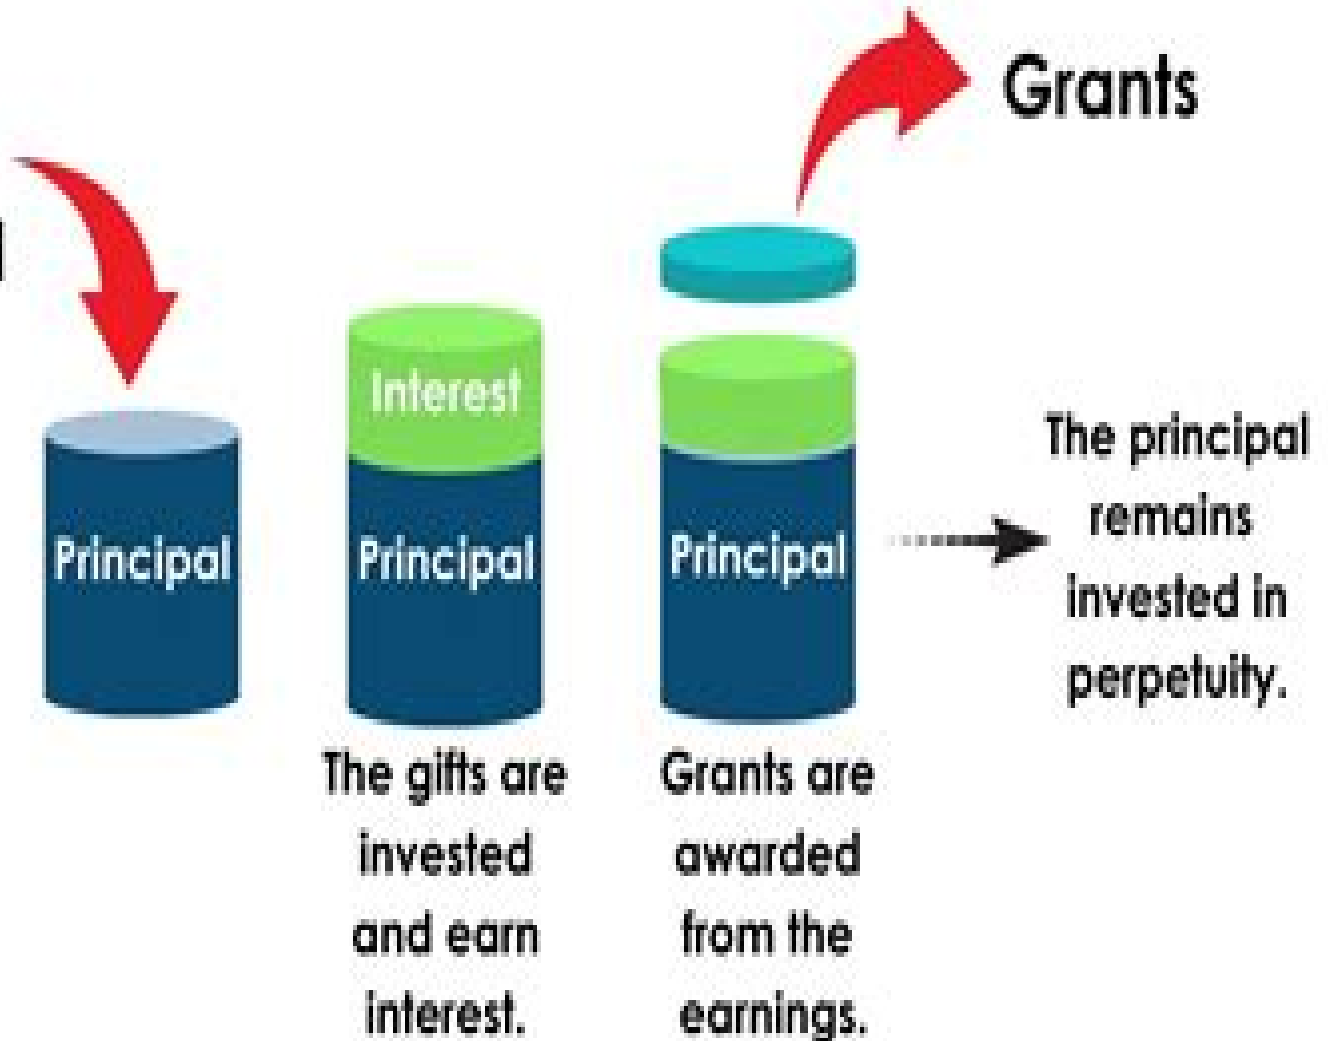 Grants
Principal
Interest
Principal
Principal
The gifts are
invested
and earn
interest.
Grants are
awarded
from the
earnings.
The principal
remains
invested in
perpetuity.